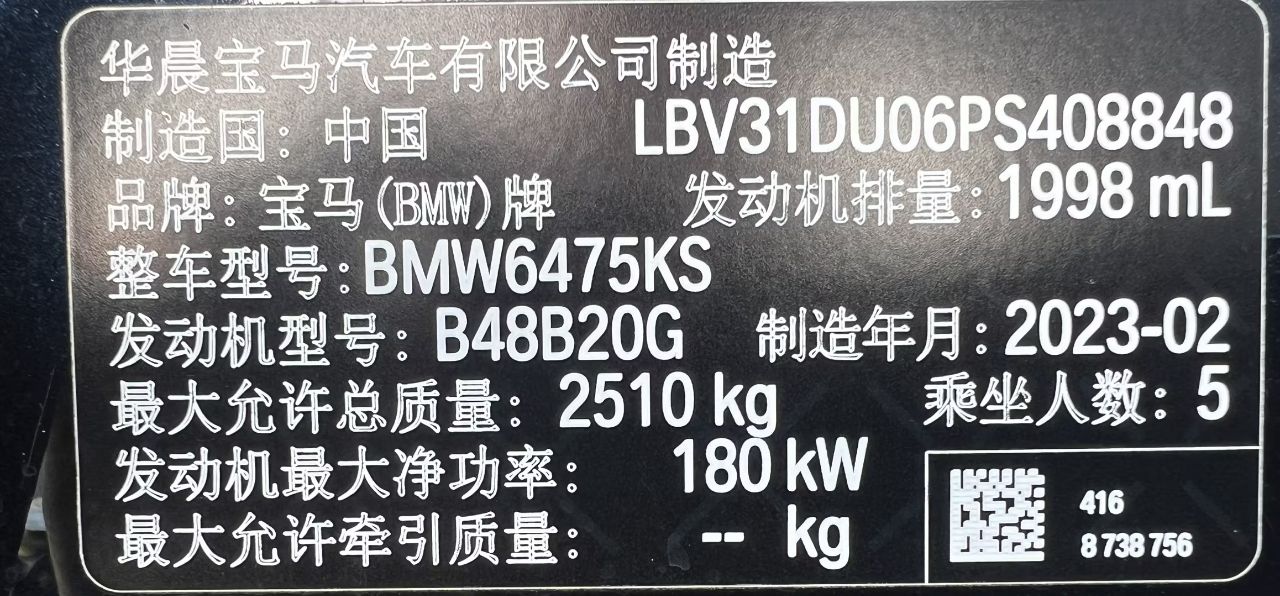 华晨宝马汽车有限公司制造
制造国：中国 LBV31DU06PS408848
品牌：宝马(BMW)牌 发动机排量：1998 mL
整车型号：BMW6475KS
发动机型号：B48B20G 制造年月：2023-02
最大允许总质量：2510 kg 乘坐人数：5
发动机最大净功率：180 kW
最大允许牵引质量：-- kg
416
8 738 756